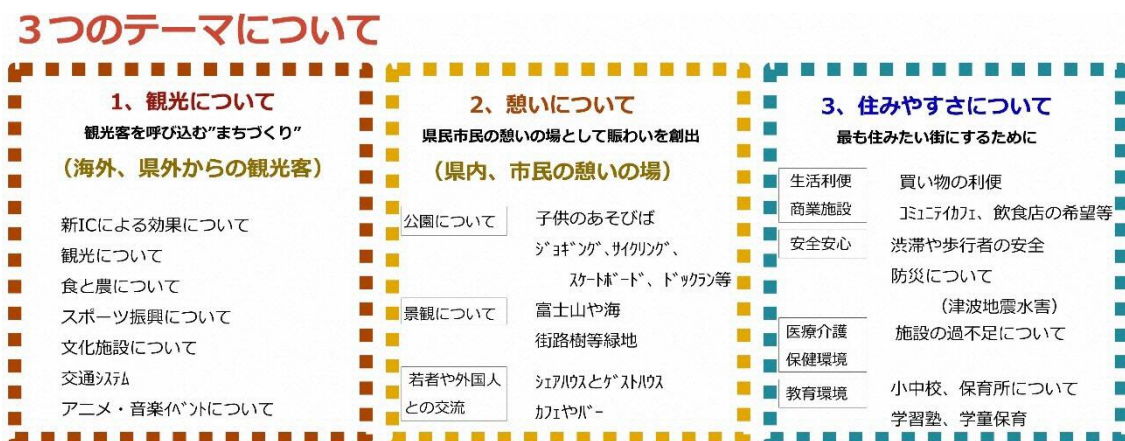 ３つのテーマについて
1、観光について
観光客を呼び込む”まちづくり”
（海外、県外からの観光客）
新ICによる効果について
観光について
食と農について
スポーツ振興について
文化施設について
交通ｼｽﾃﾑ
アニメ・音楽ｲﾍﾞﾝﾄについて
2、憩いについて
県民市民の憩いの場として賑わいを創出
（県内、市民の憩いの場）
公園について 子供のあそびば
ｼﾞｮｷﾞﾝｸﾞ、ｻｲｸﾘﾝｸﾞ、
ｽｹｰﾄﾎﾞｰﾄﾞ、ﾄﾞｯｸﾗﾝ等
景観について 富士山や海
街路樹等緑地
若者や外国人 ｼｪｱﾊｳｽとｹﾞｽﾄﾊｳｽ
との交流 ｶﾌｪやﾊﾞｰ
3、住みやすさについて
最も住みたい街にするために
生活利便 買い物の利便
商業施設 ｺﾐｭﾆﾃｨｶﾌｪ、飲食店の希望等
安全安心 渋滞や歩行者の安全
防災について
（津波地震水害）
医療介護 施設の過不足について
保健環境
教育環境 小中校、保育所について
学習塾、学童保育